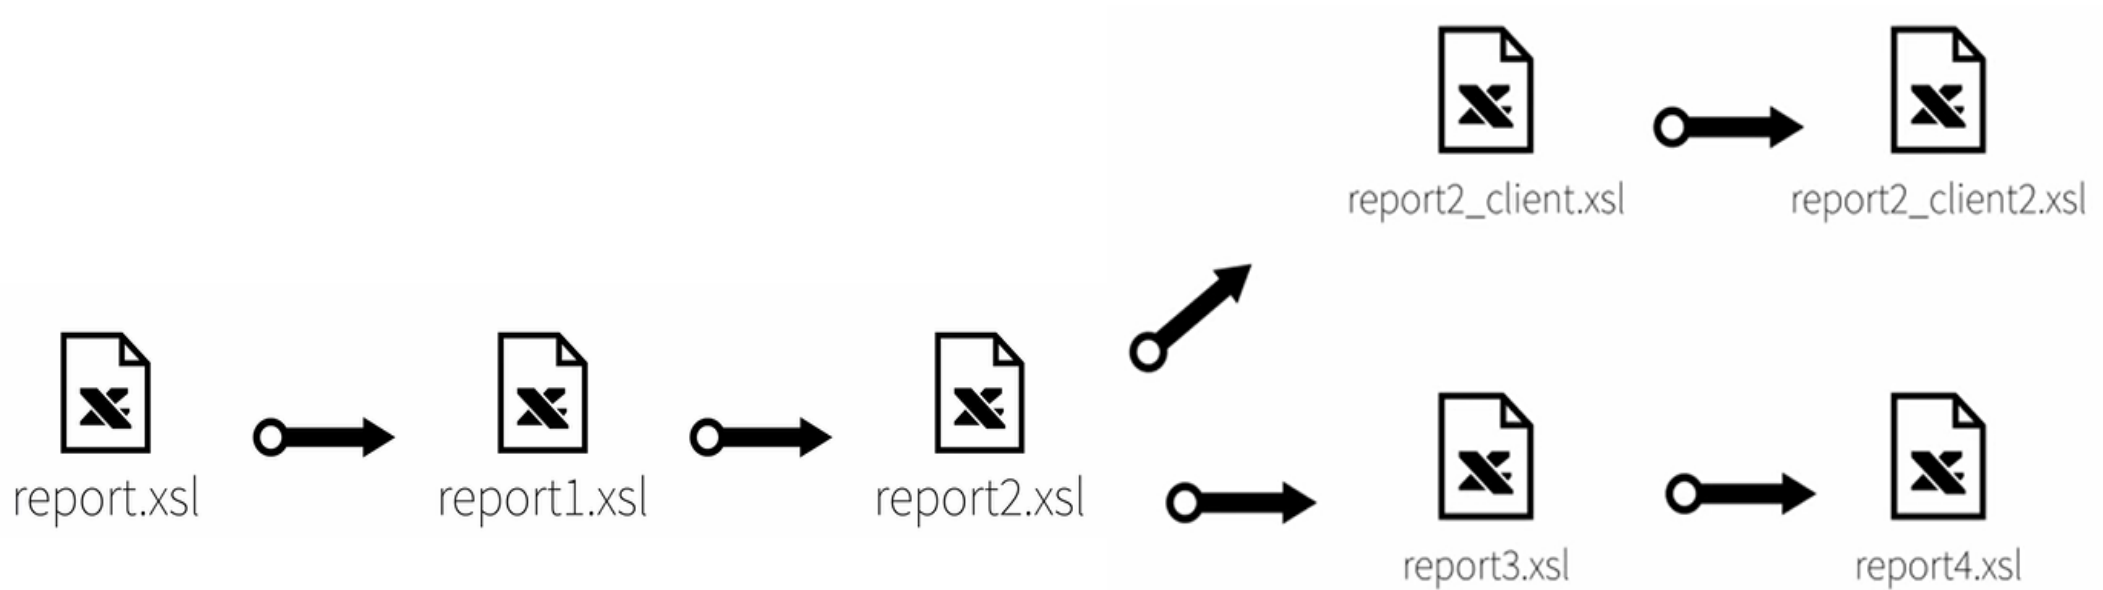 report2_client.xsl
report2_client2.xsl
report.xsl
report1.xsl
report2.xsl
report3.xsl
report4.xsl